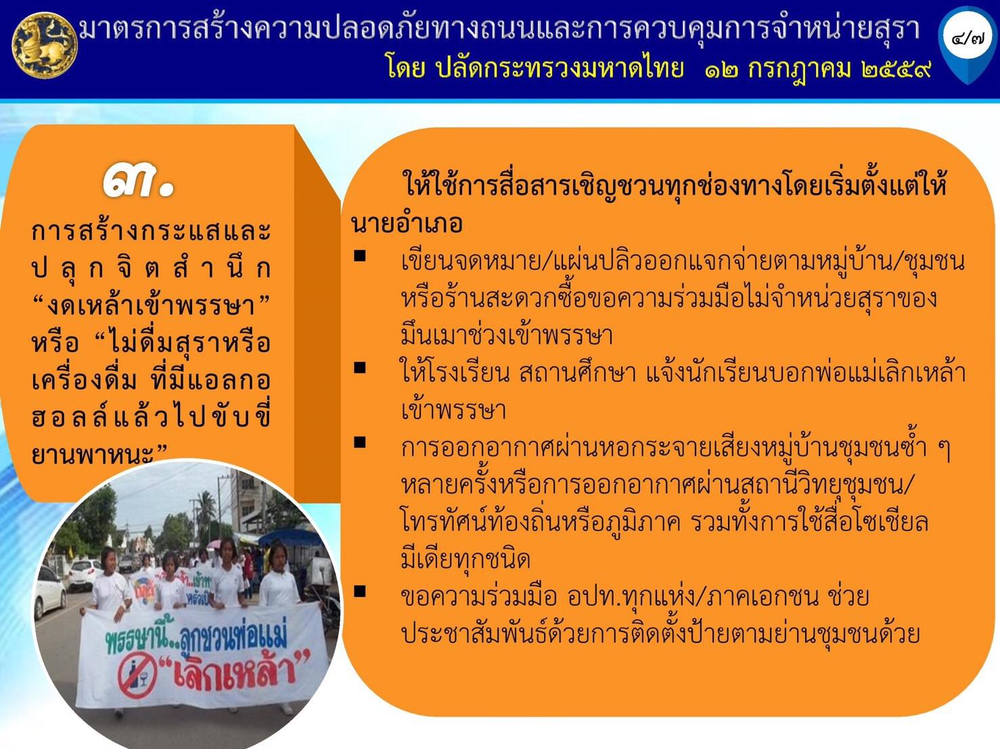 มาตรการสร้างความปลอดภัยทางถนนและการควบคุมการจำหน่ายสุรา
โดย ปลัดกระทรวงมหาดไทย ๑๒ กรกฎาคม ๒๕๕๙
๔/๗
๓.
การสร้างกระแสและ
ปลุกจิตสำนึก
“งดเหล้าเข้าพรรษา”
หรือ “ไม่ดื่มสุราหรือ
เครื่องดื่ม ที่มีแอลกอ
ฮอลล์แล้วไปขับขี่
ยานพาหนะ”
ให้ใช้การสื่อสารเชิญชวนทุกช่องทางโดยเริ่มตั้งแต่ให้
นายอำเภอ
▪ เขียนจดหมาย/แผ่นปลิวออกแจกจ่ายตามหมู่บ้าน/ชุมชน
หรือร้านสะดวกซื้อขอความร่วมมือไม่จำหน่วยสุราของ
มึนเมาช่วงเข้าพรรษา
▪ ให้โรงเรียน สถานศึกษา แจ้งนักเรียนบอกพ่อแม่เลิกเหล้า
เข้าพรรษา
▪ การออกอากาศผ่านหอกระจายเสียงหมู่บ้านชุมชนซ้ำ ๆ
หลายครั้งหรือการออกอากาศผ่านสถานีวิทยุชุมชน/
โทรทัศน์ท้องถิ่นหรือภูมิภาค รวมทั้งการใช้สื่อโซเชียล
มีเดียทุกชนิด
▪ ขอความร่วมมือ อปท.ทุกแห่ง/ภาคเอกชน ช่วย
ประชาสัมพันธ์ด้วยการติดตั้งป้ายตามย่านชุมชนด้วย
พรรษานี้..ลูกชวนพ่อแม่
“เลิกเหล้า”